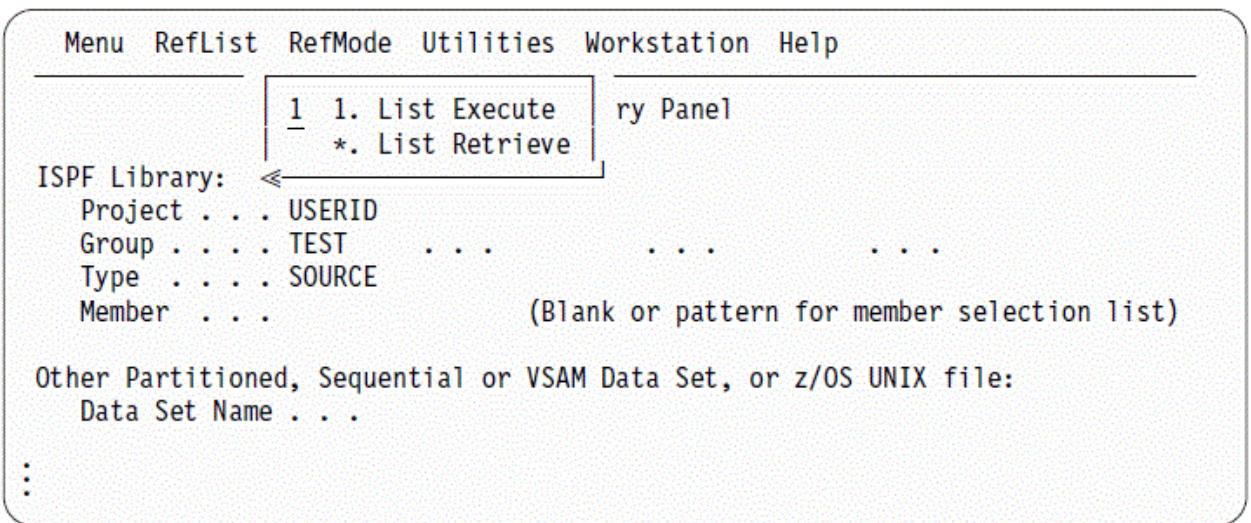 Menu RefList RefMode Utilities Workstation Help
1 1. List Execute ry Panel
*. List Retrieve
ISPF Library:
Project . . . USERID
Group . . . . TEST . . . . . . . . .
Type . . . . SOURCE
Member . . . (Blank or pattern for member selection list)
Other Partitioned, Sequential or VSAM Data Set, or z/OS UNIX file:
Data Set Name . . .